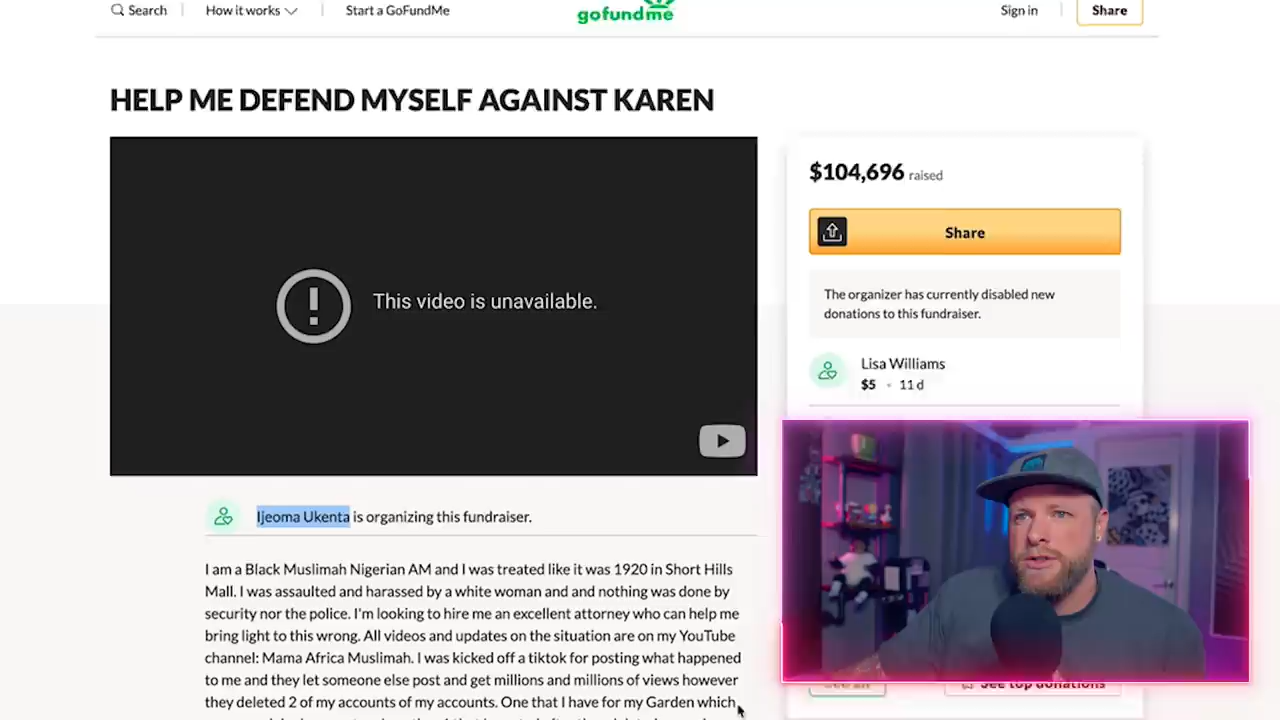 Search
How it works
Start a GoFundMe
gofundme
Sign in
Share
HELP ME DEFEND MYSELF AGAINST KAREN
This video is unavailable.
$104,696 raised
Share
The organizer has currently disabled new
donations to this fundraiser.
Lisa Williams
$5 • 11 d
Ijeoma Ukenta is organizing this fundraiser.
I am a Black Muslimah Nigerian AM and I was treated like it was 1920 in Short Hills
Mall. I was assaulted and harassed by a white woman and and nothing was done by
security nor the police. I'm looking to hire me an excellent attorney who can help me
bring light to this wrong. All videos and updates on the situation are on my YouTube
channel: Mama Africa Muslimah. I was kicked off a tiktok for posting what happened
to me and they let someone else post and get millions and millions of views however
they deleted 2 of my accounts of my accounts. One that I have for my Garden which
See all
See top donations